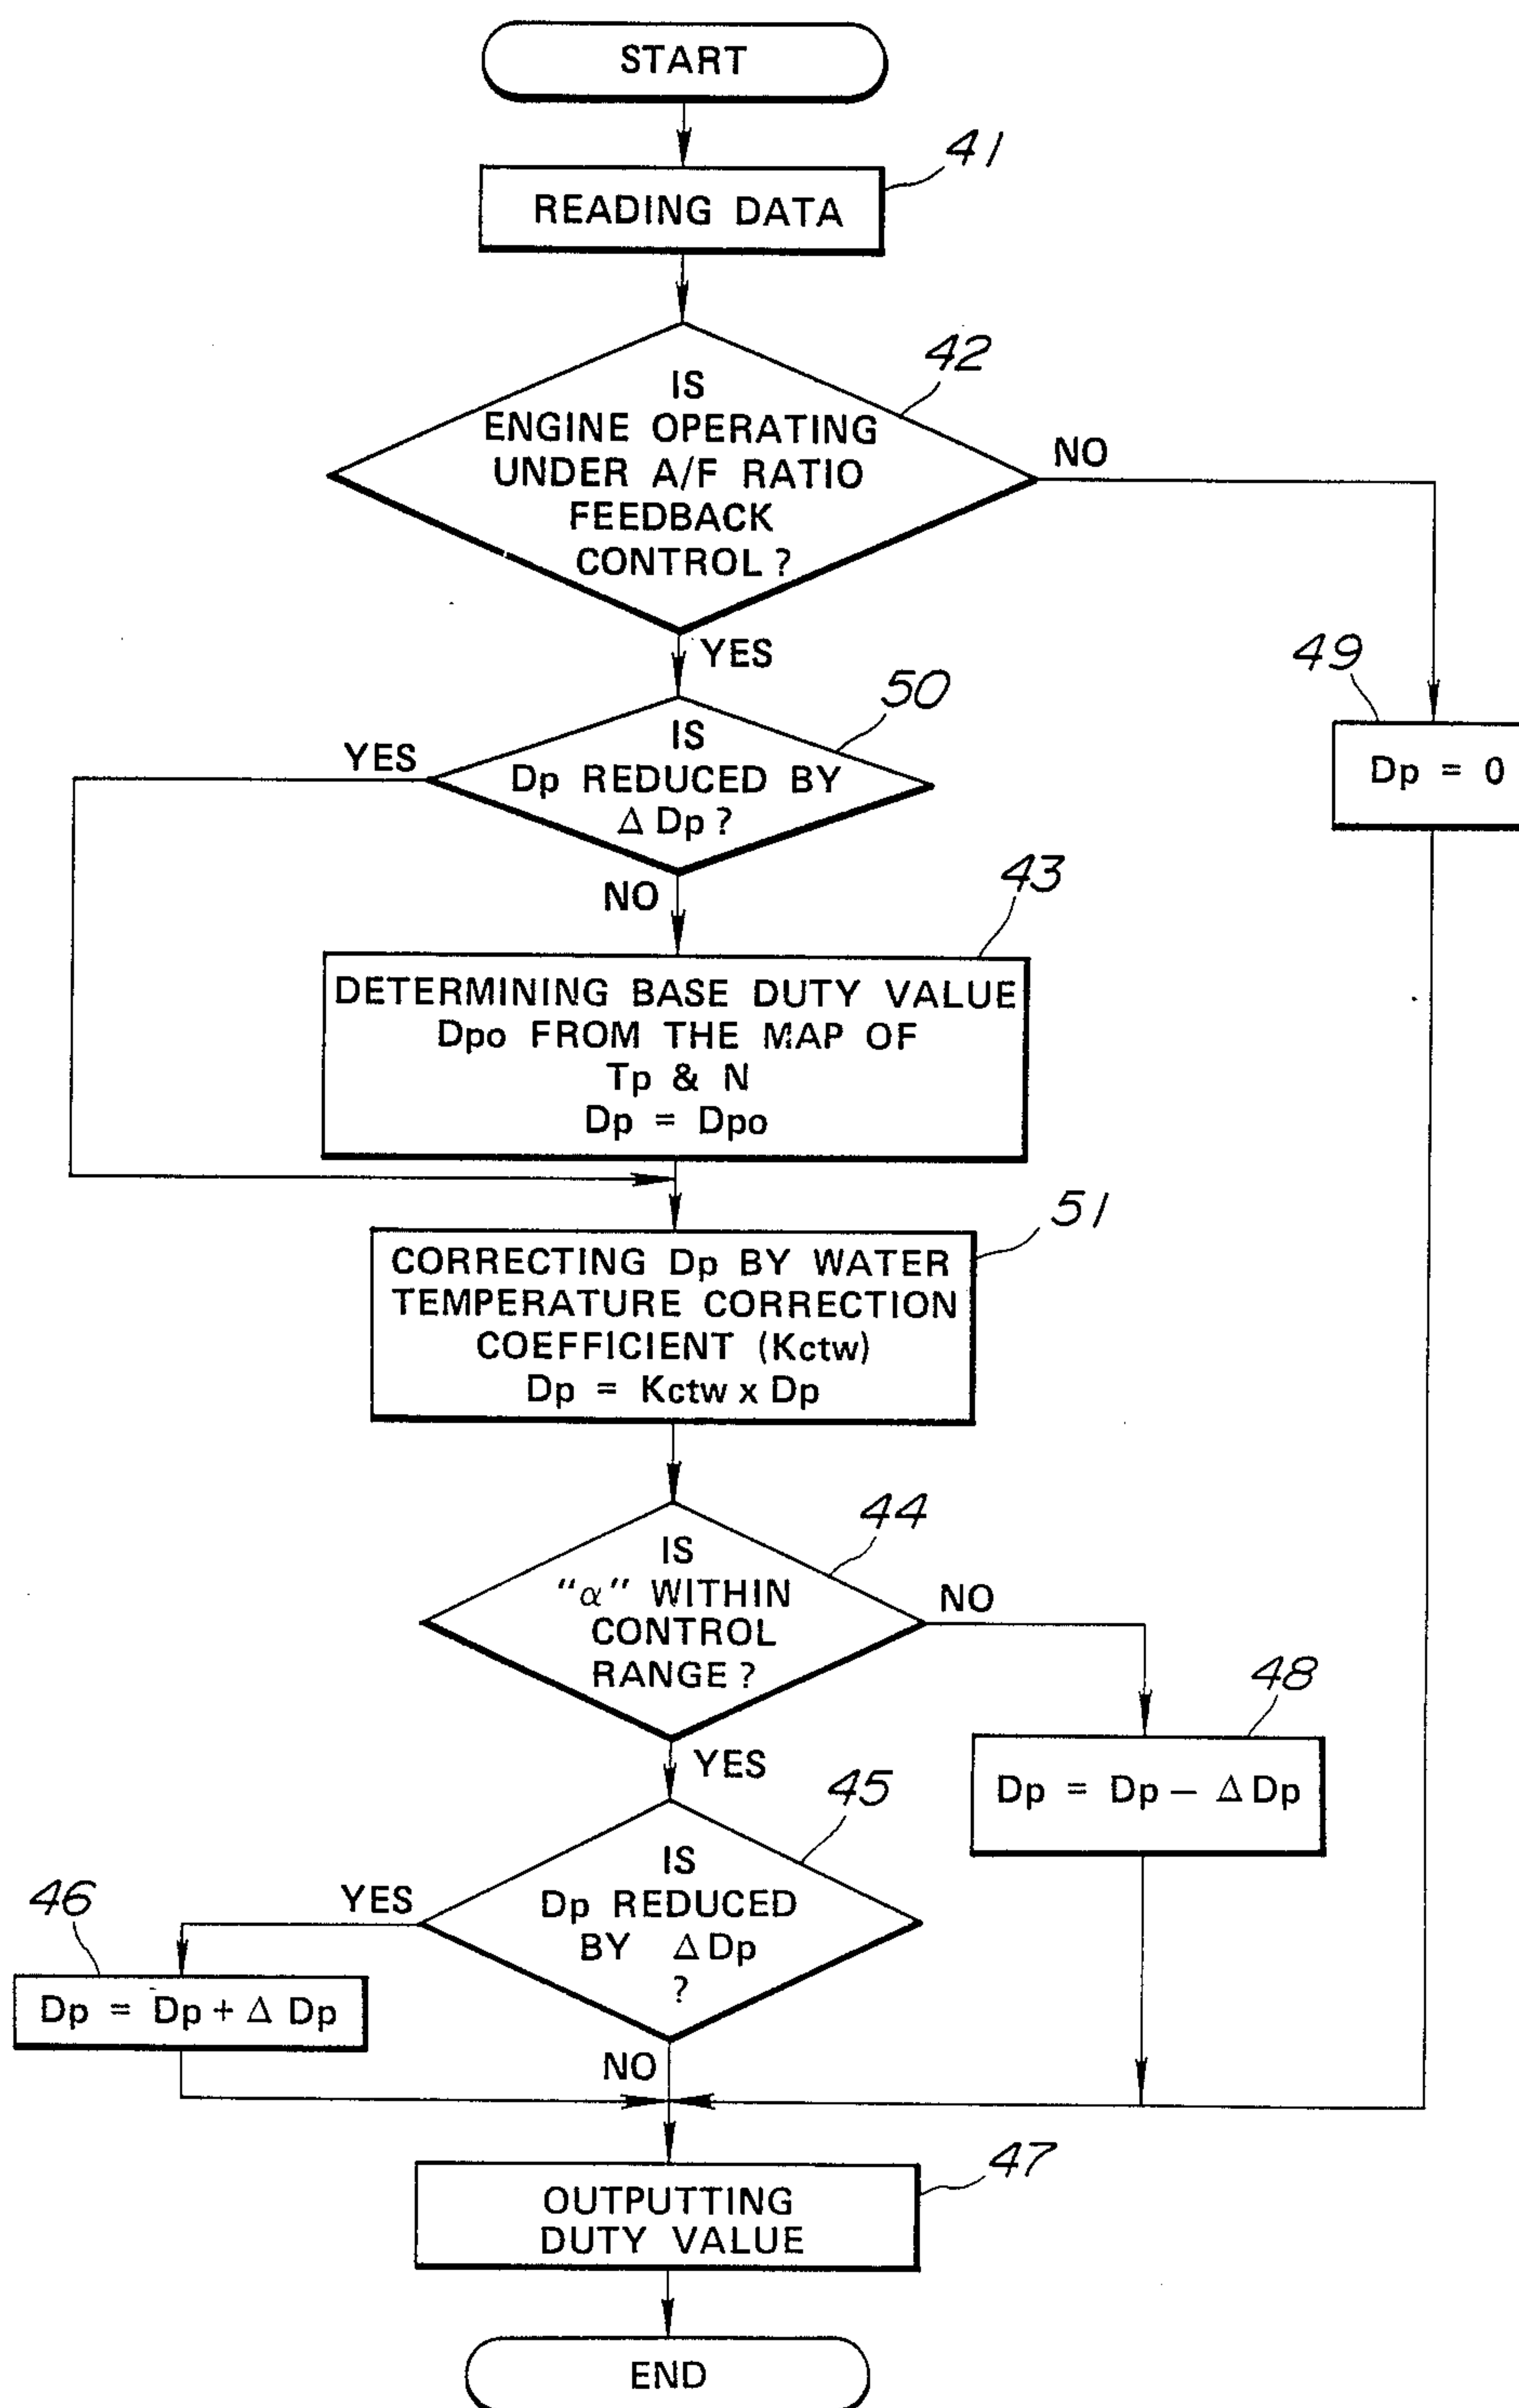 START
41
READING DATA
42
IS
ENGINE OPERATING
UNDER A/F RATIO
FEEDBACK
CONTROL?
NO
YES
49
Dp = 0
50
IS
Dp REDUCED BY
Δ Dp?
YES
NO
43
DETERMINING BASE DUTY VALUE
Dpo FROM THE MAP OF
Tp & N
Dp = Dpo
51
CORRECTING Dp BY WATER
TEMPERATURE CORRECTION
COEFFICIENT (Kctw)
Dp = Kctw x Dp
44
IS
"α" WITHIN
CONTROL
RANGE?
NO
YES
48
Dp = Dp − Δ Dp
45
IS
Dp REDUCED
BY Δ Dp
?
YES
46
Dp = Dp + Δ Dp
NO
47
OUTPUTTING
DUTY VALUE
END